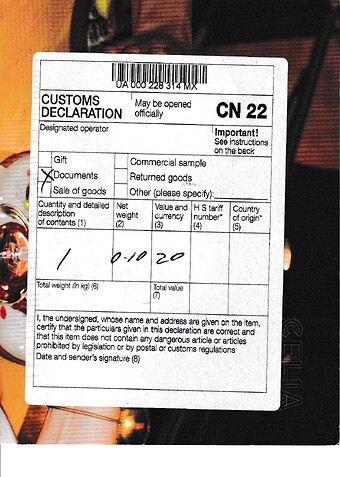 UA 000 228 314 MX
CUSTOMS DECLARATION May be opened officially CN 22
Designated operator
Important!
See instructions on the back
Gift Commercial sample
X Documents Returned goods
Sale of goods Other (please specify):
Quantity and detailed description of contents (1) Net weight (2) Value and currency (3) H S tariff number* (4) Country of origin* (5)
1 0.10 20
Total weight (in kg) (6) Total value (7)
I, the undersigned, whose name and address are given on the item,
certify that the particulars given in this declaration are correct and
that this item does not contain any dangerous article or articles
prohibited by legislation or by postal or customs regulations
Date and sender's signature (8)